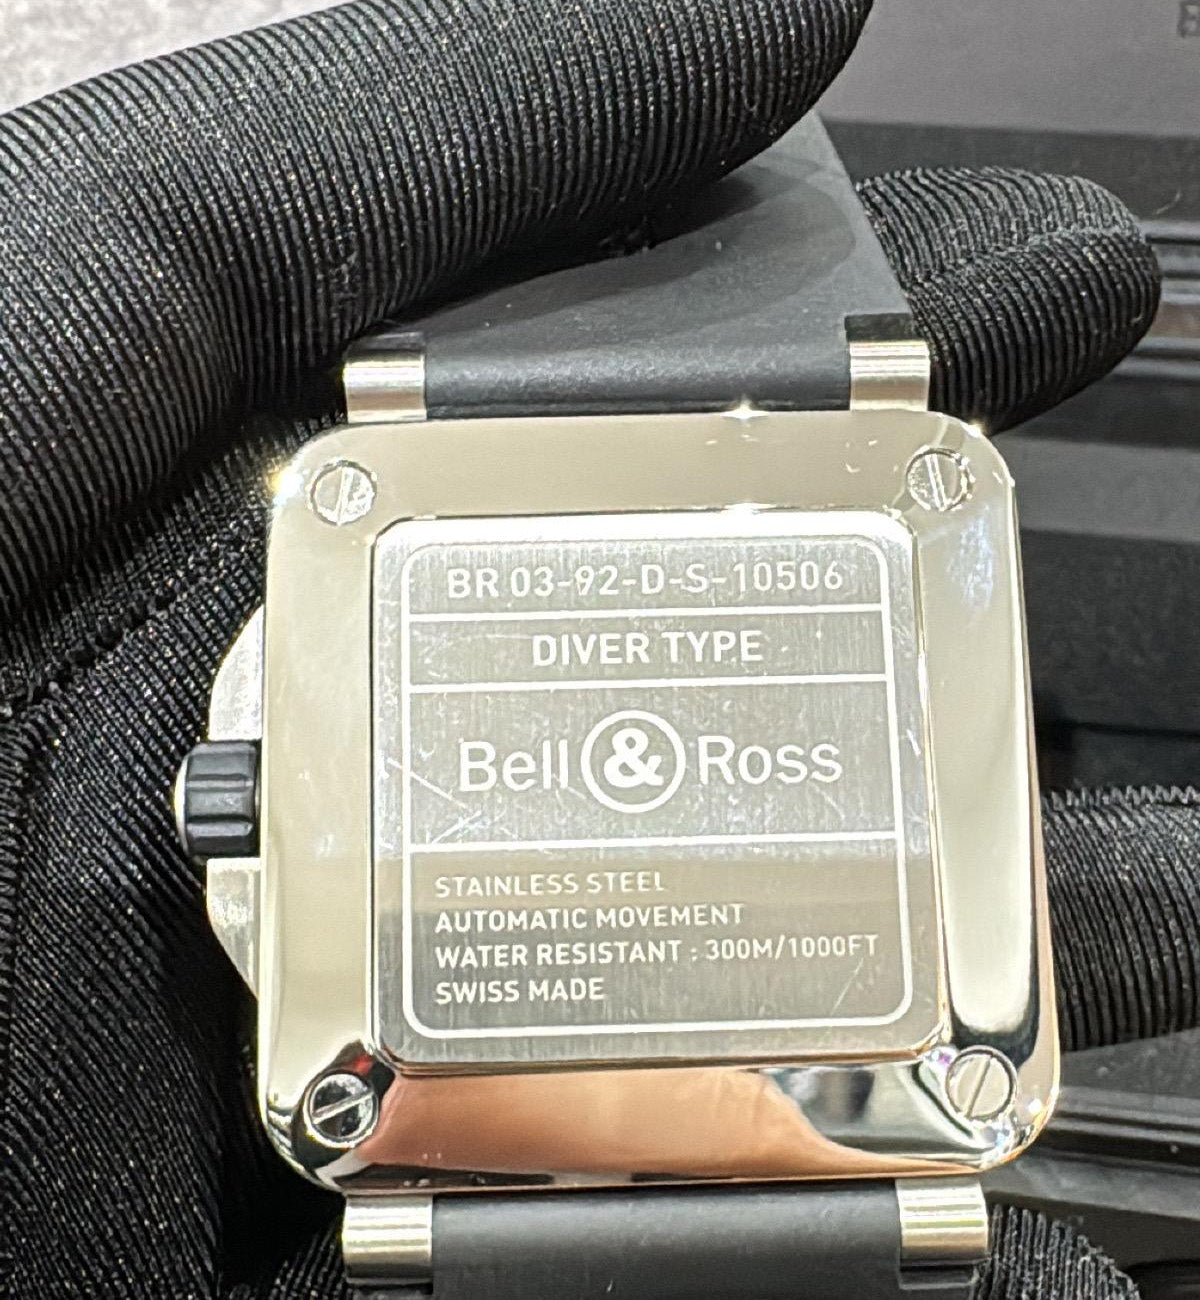 BR 03-92-D-S-10506
DIVER TYPE
Bell & Ross
STAINLESS STEEL
AUTOMATIC MOVEMENT
WATER RESISTANT : 300M/1000FT
SWISS MADE